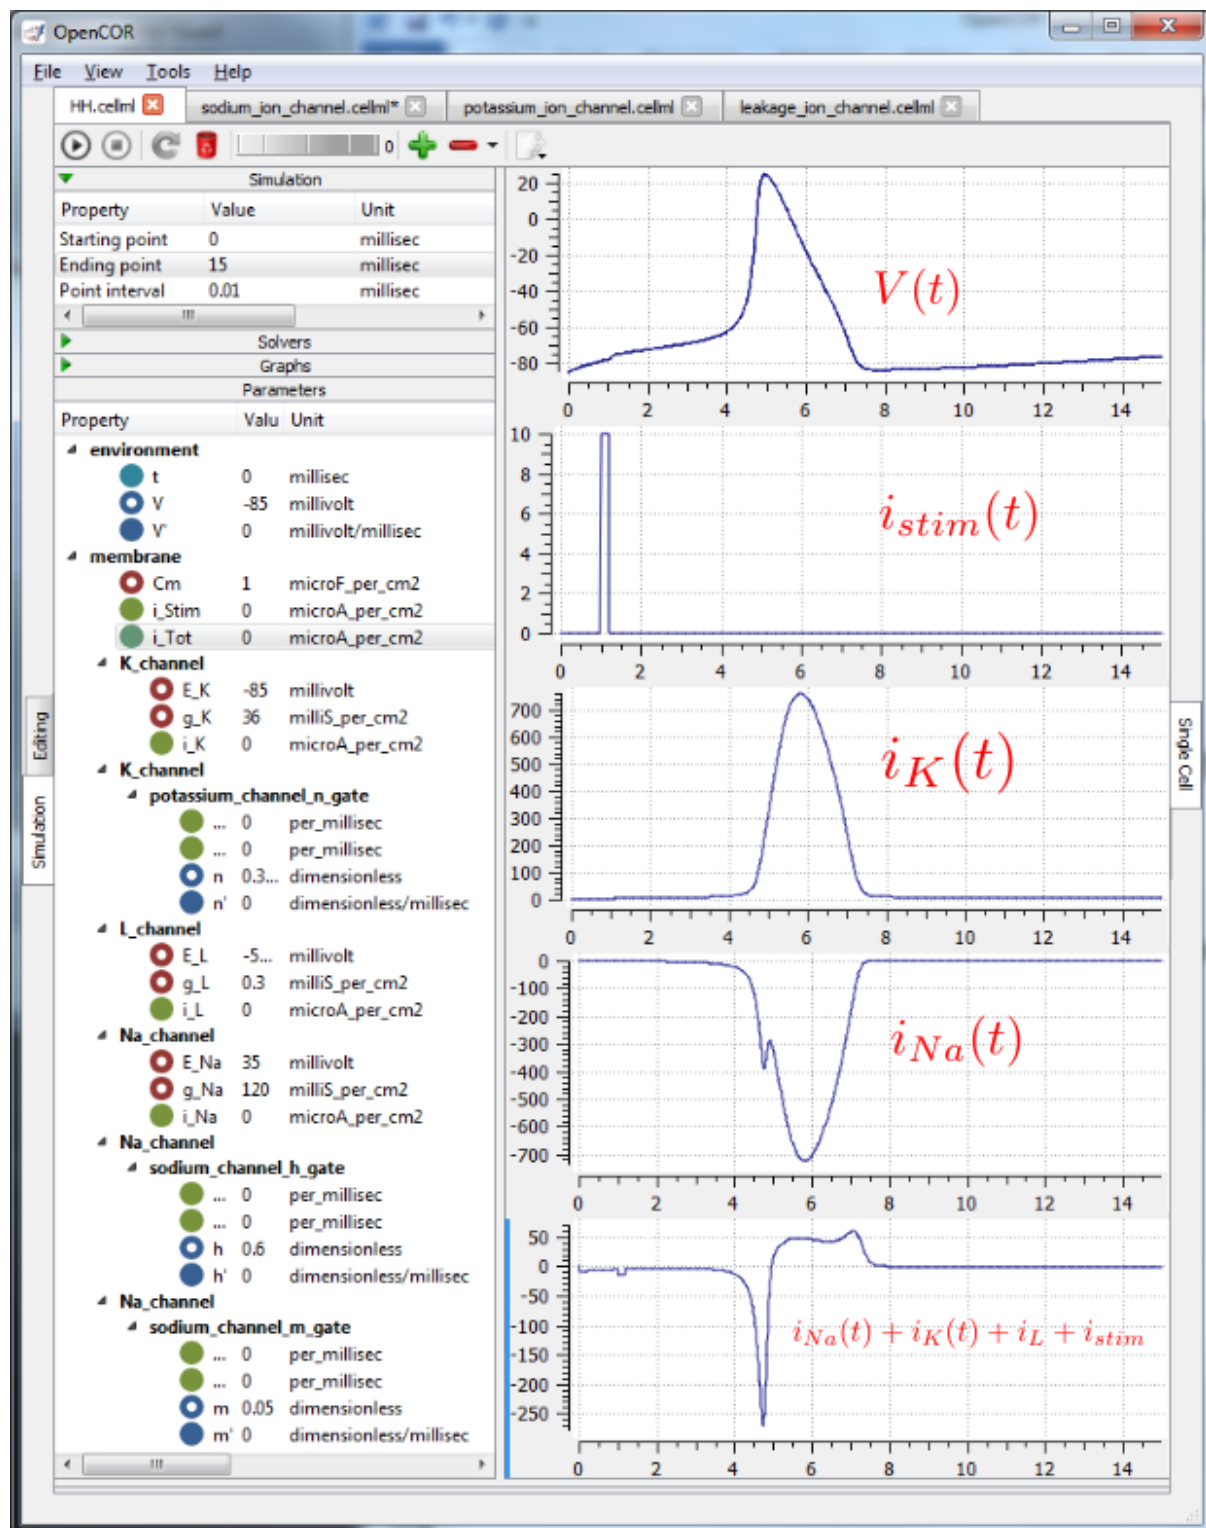 OpenCOR
File View Tools Help
HH.cellml sodium_ion_channel.cellml* potassium_ion_channel.cellml leakage_ion_channel.cellml
0
Simulation
Property Value Unit
Starting point 0 millisec
Ending point 15 millisec
Point interval 0.01 millisec
Solvers
Graphs
Parameters
Property Valu Unit
environment
t 0 millisec
V -85 millivolt
V' 0 millivolt/millisec
membrane
Cm 1 microF_per_cm2
i_Stim 0 microA_per_cm2
i_Tot 0 microA_per_cm2
K_channel
E_K -85 millivolt
g_K 36 milliS_per_cm2
i_K 0 microA_per_cm2
K_channel
potassium_channel_n_gate
... 0 per_millisec
... 0 per_millisec
n 0.3... dimensionless
n' 0 dimensionless/millisec
L_channel
E_L -5... millivolt
g_L 0.3 milliS_per_cm2
i_L 0 microA_per_cm2
Na_channel
E_Na 35 millivolt
g_Na 120 milliS_per_cm2
i_Na 0 microA_per_cm2
Na_channel
sodium_channel_h_gate
... 0 per_millisec
... 0 per_millisec
h 0.6 dimensionless
h' 0 dimensionless/millisec
Na_channel
sodium_channel_m_gate
... 0 per_millisec
... 0 per_millisec
m 0.05 dimensionless
m' 0 dimensionless/millisec
Editing
Simulation
20
0
-20
-40
-60
-80
V(t)
0 2 4 6 8 10 12 14
10
8
6
4
2
0
i_stim(t)
0 2 4 6 8 10 12 14
700
600
500
400
300
200
100
0
i_K(t)
0 2 4 6 8 10 12 14
0
-100
-200
-300
-400
-500
-600
-700
i_Na(t)
0 2 4 6 8 10 12 14
50
0
-50
-100
-150
-200
-250
i_Na(t) + i_K(t) + i_L + i_stim
0 2 4 6 8 10 12 14
Single Cell